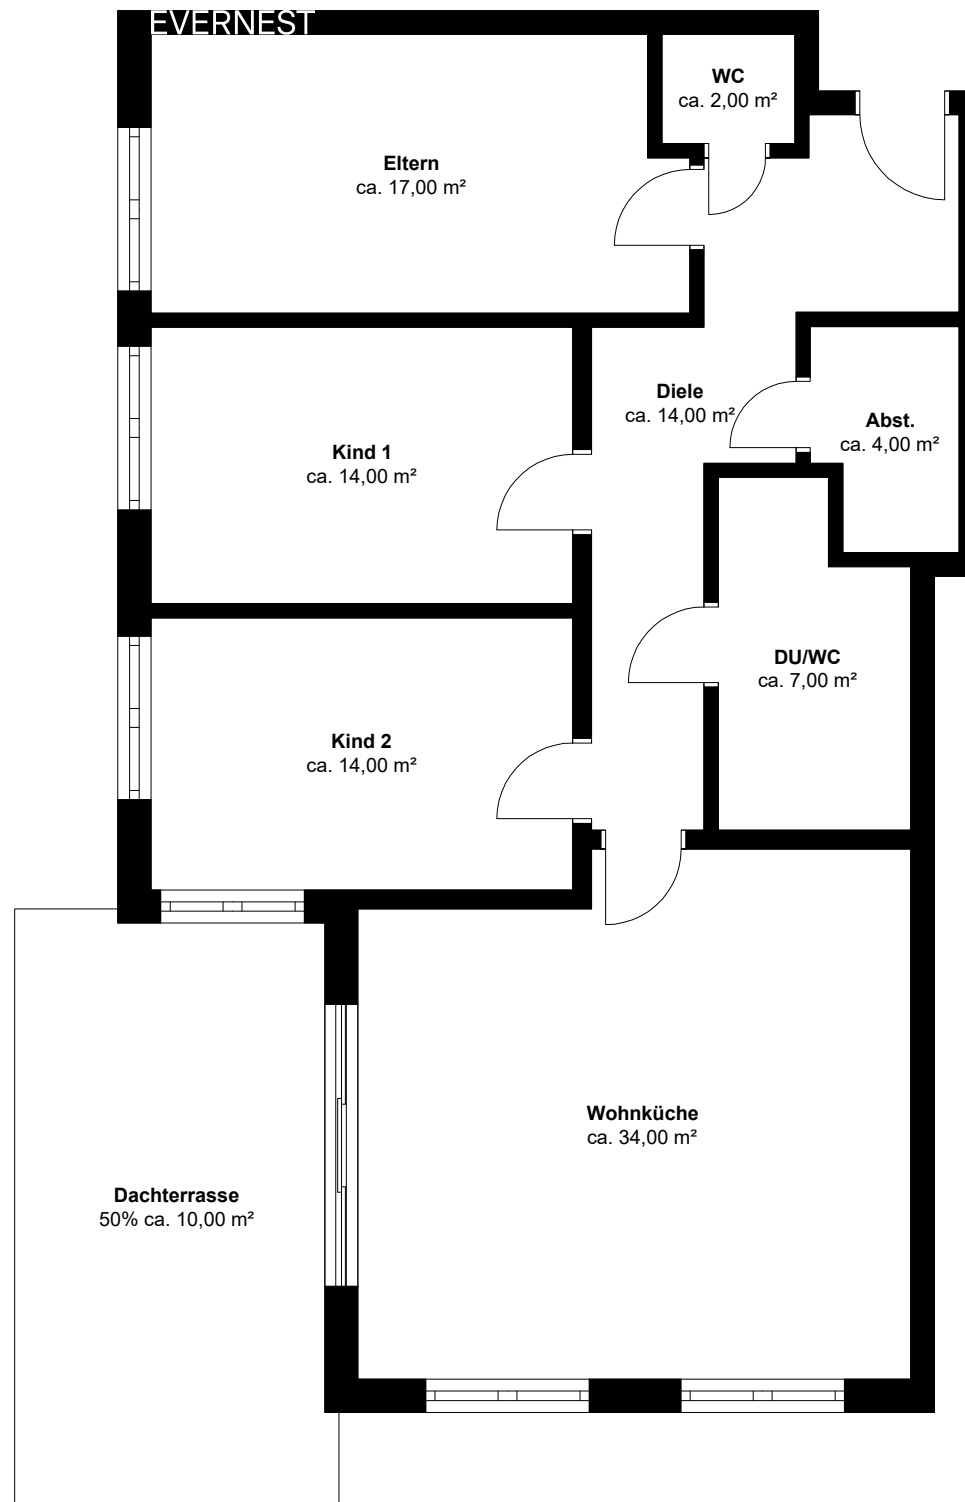 EVERNEST
WC
ca. 2,00 m²
Eltern
ca. 17,00 m²
Diele
ca. 14,00 m²
Abst.
ca. 4,00 m²
Kind 1
ca. 14,00 m²
DU/WC
ca. 7,00 m²
Kind 2
ca. 14,00 m²
Wohnküche
ca. 34,00 m²
Dachterrasse
50% ca. 10,00 m²